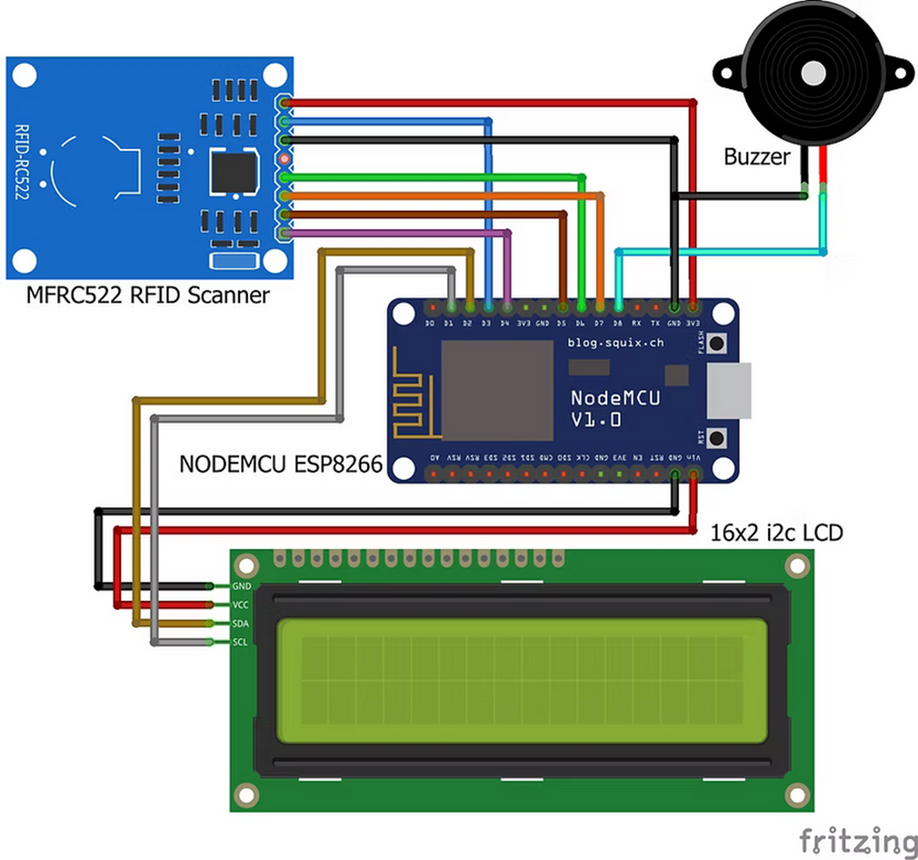 RFID-RC522
Buzzer
MFRC522 RFID Scanner
D0 D1 D2 D3 D4 3V3 GND D5 D6 D7 D8 RX TX GND 3V3
blog.squix.ch
FLASH
NodeMCU
V1.0
RST
NODEMCU ESP8266
A0 RSV RSV SD3 SD2 SD1 CMD SD0 CLK GND 3V3 EN RST GND Vin
16x2 i2c LCD
GND
VCC
SDA
SCL
fritzing